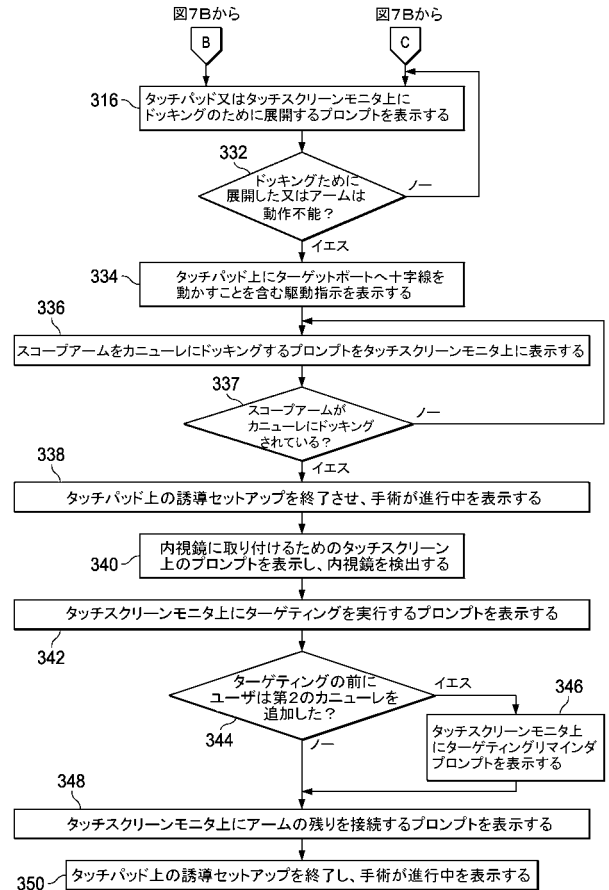 図7Bから
図7Bから
B
C
316
タッチパッド又はタッチスクリーンモニタ上に
ドッキングのために展開するプロンプトを表示する
332
ドッキングために
展開した又はアームは
動作不能?
ノー
イエス
334
タッチパッド上にターゲットポートへ十字線を
動かすことを含む駆動指示を表示する
336
スコープアームをカニューレにドッキングするプロンプトをタッチスクリーンモニタ上に表示する
337
スコープアームが
カニューレにドッキング
されている?
ノー
イエス
338
タッチパッド上の誘導セットアップを終了させ、手術が進行中を表示する
340
内視鏡に取り付けるためのタッチスクリーン
上のプロンプトを表示し、内視鏡を検出する
タッチスクリーンモニタ上にターゲティングを実行するプロンプトを表示する
342
ターゲティングの前に
ユーザは第2のカニューレを
追加した?
344
イエス
ノー
346
タッチスクリーンモニタ上
にターゲティングリマインダ
プロンプトを表示する
348
タッチスクリーンモニタ上にアームの残りを接続するプロンプトを表示する
350
タッチパッド上の誘導セットアップを終了し、手術が進行中を表示する